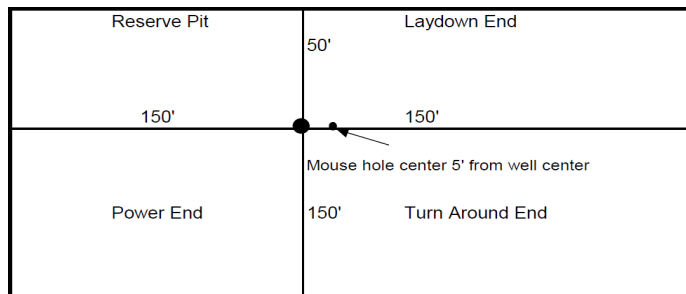 Reserve Pit
Laydown End
50'
150'
150'
Mouse hole center 5' from well center
Power End
150'
Turn Around End